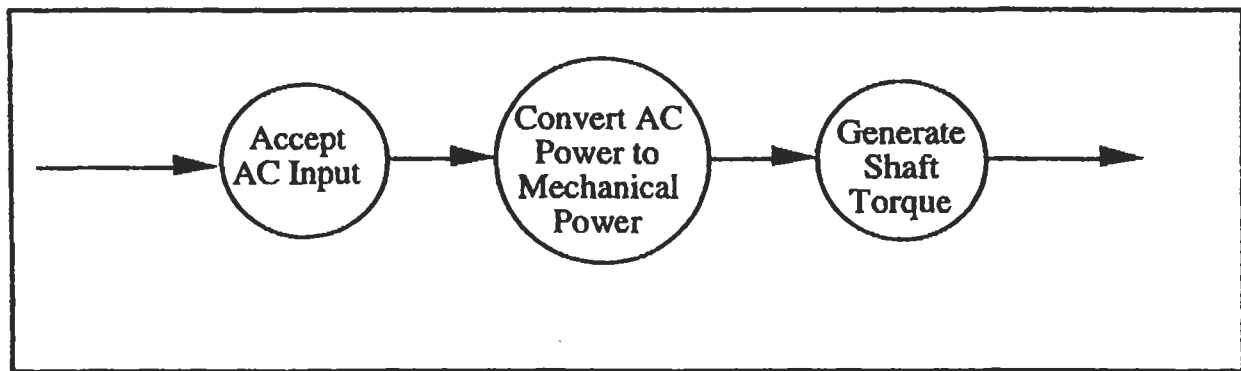 Accept
AC Input
Convert AC
Power to
Mechanical
Power
Generate
Shaft
Torque